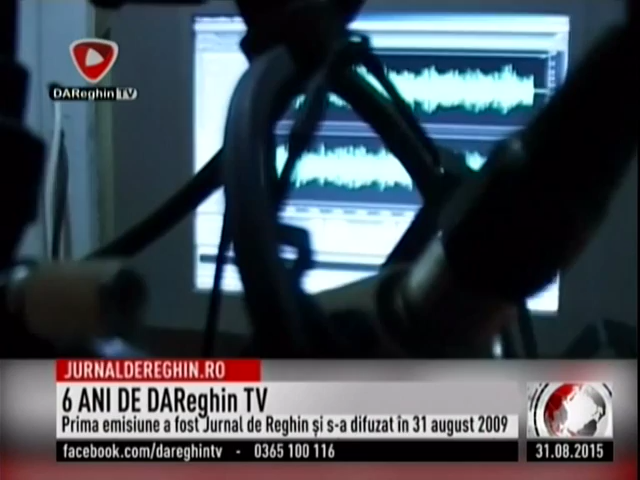 DAReghin TV
JURNALDEREGHIN.RO
6 ANI DE DAReghin TV
Prima emisiune a fost Jurnal de Reghin și s-a difuzat în 31 august 2009
facebook.com/dareghintv - 0365 100 116
31.08.2015